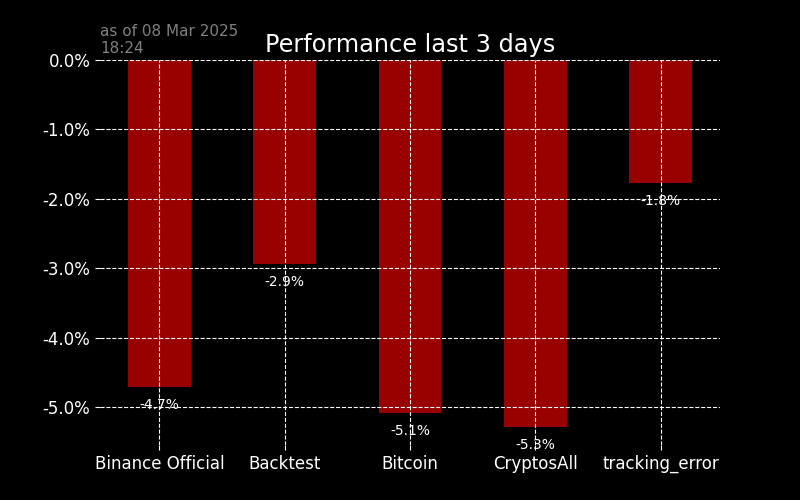 as of 08 Mar 2025
18:24
Performance last 3 days
0.0%
-1.0%
-2.0%
-3.0%
-4.0%
-5.0%
-4.7%
-2.9%
-5.1%
-5.3%
-1.8%
Binance Official
Backtest
Bitcoin
CryptosAll
tracking_error